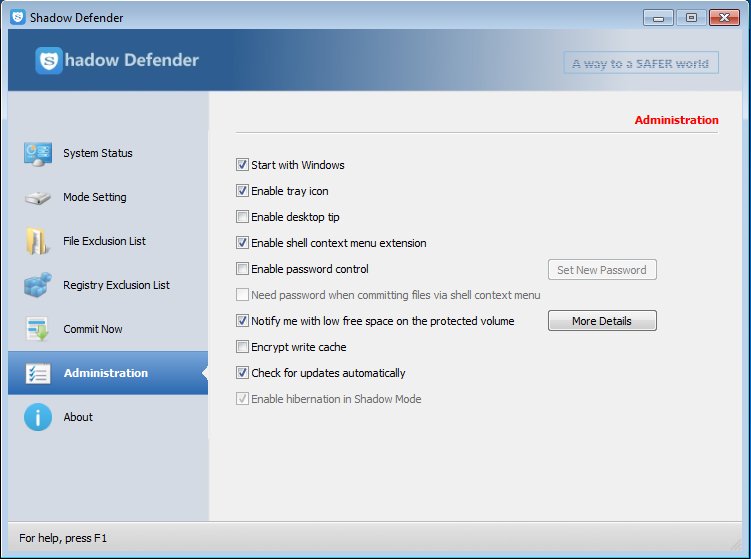 Shadow Defender
Shadow Defender
A way to a SAFER world
Administration
System Status
Mode Setting
File Exclusion List
Registry Exclusion List
Commit Now
Administration
About
Start with Windows
Enable tray icon
Enable desktop tip
Enable shell context menu extension
Enable password control
Set New Password
Need password when committing files via shell context menu
Notify me with low free space on the protected volume
More Details
Encrypt write cache
Check for updates automatically
Enable hibernation in Shadow Mode
For help, press F1